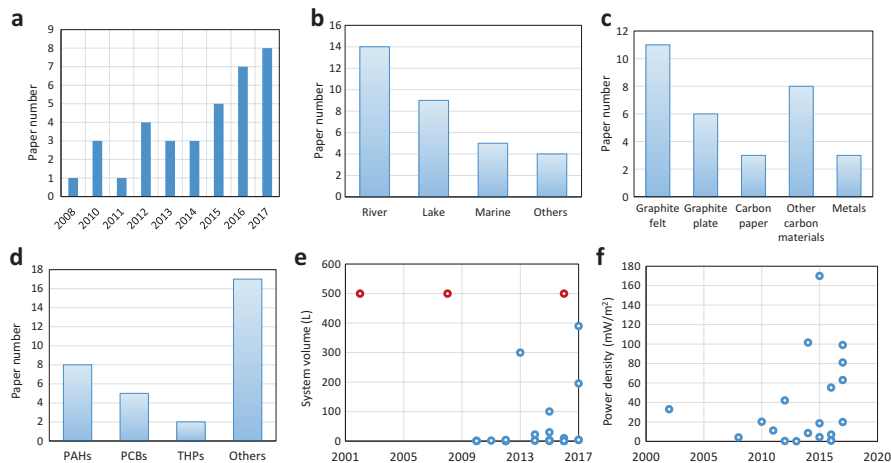 a
Paper number
9
8
7
6
5
4
3
2
1
0
2008
2010
2011
2012
2013
2014
2015
2016
2017
b
Paper number
16
14
12
10
8
6
4
2
0
River
Lake
Marine
Others
c
Paper number
12
10
8
6
4
2
0
Graphite
felt
Graphite
plate
Carbon
paper
Other
carbon
materials
Metals
d
Paper number
18
16
14
12
10
8
6
4
2
0
PAHs
PCBs
THPs
Others
e
System volume (L)
600
500
400
300
200
100
0
2001
2005
2009
2013
2017
f
Power density (mW/m²)
180
160
140
120
100
80
60
40
20
0
2000
2005
2010
2015
2020